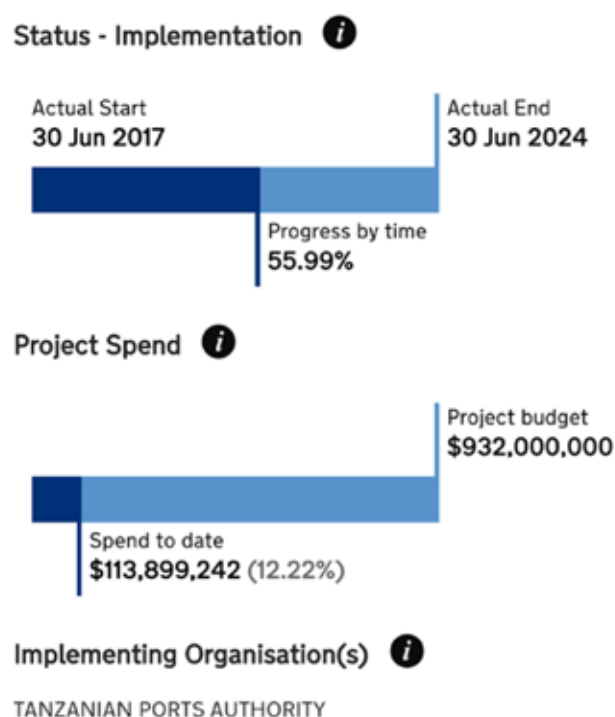 Status - Implementation
Actual Start
30 Jun 2017
Actual End
30 Jun 2024
Progress by time
55.99%
Project Spend
Project budget
$932,000,000
Spend to date
$113,899,242 (12.22%)
Implementing Organisation(s)
TANZANIAN PORTS AUTHORITY